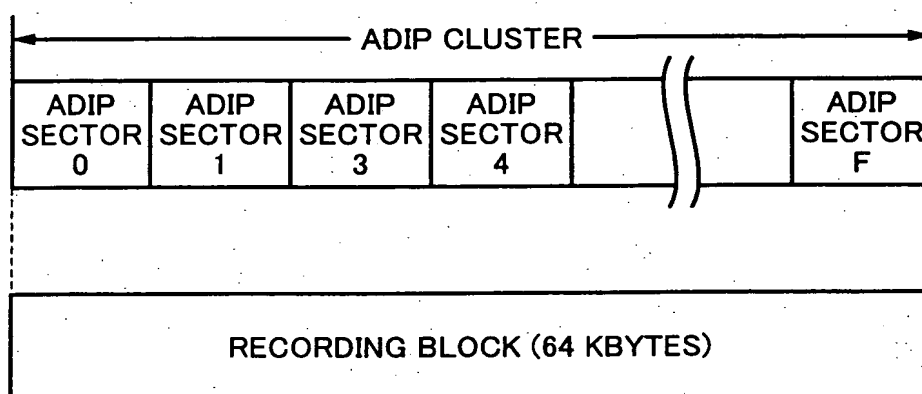 ADIP CLUSTER
ADIP ADIP ADIP ADIP ADIP
SECTOR SECTOR SECTOR SECTOR SECTOR
0 1 3 4 F
RECORDING BLOCK (64 KBYTES)